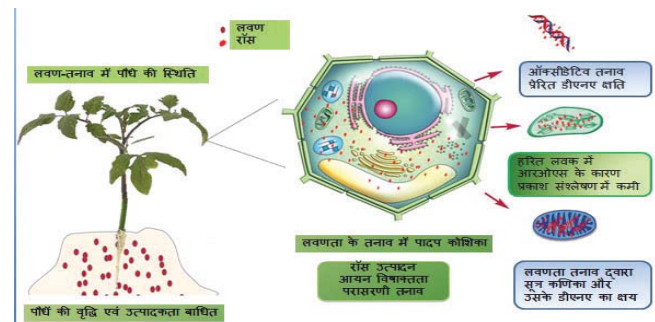 लवण
रॉस
लवण-तनाव में पौधे की स्थिति
पौधों की वृद्धि एवं उत्पादकता बाधित
लवणता के तनाव में पादप कोशिका
रॉस उत्पादन
आयन विषाक्तता
परासरणी तनाव
ऑक्सीडेटिव तनाव
प्रेरित डीएनए क्षति
हरित लवक में
आरओएस के कारण
प्रकाश संश्लेषण में कमी
लवणता तनाव द्वारा
सूत्र कणिका और
उसके डीएनए का क्षय